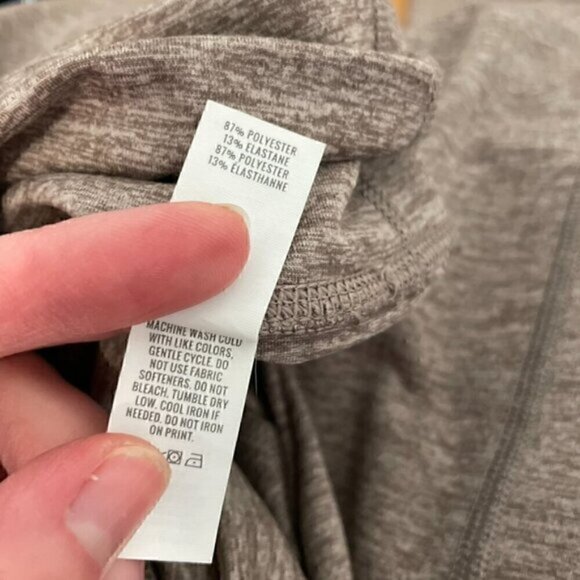 87% POLYESTER
13% ELASTANE
87% POLYESTER
13% ÉLASTHANNE
MACHINE WASH COLD
WITH LIKE COLORS,
GENTLE CYCLE. DO
NOT USE FABRIC
SOFTENERS. DO NOT
BLEACH. TUMBLE DRY
LOW. COOL IRON IF
NEEDED. DO NOT IRON
ON PRINT.